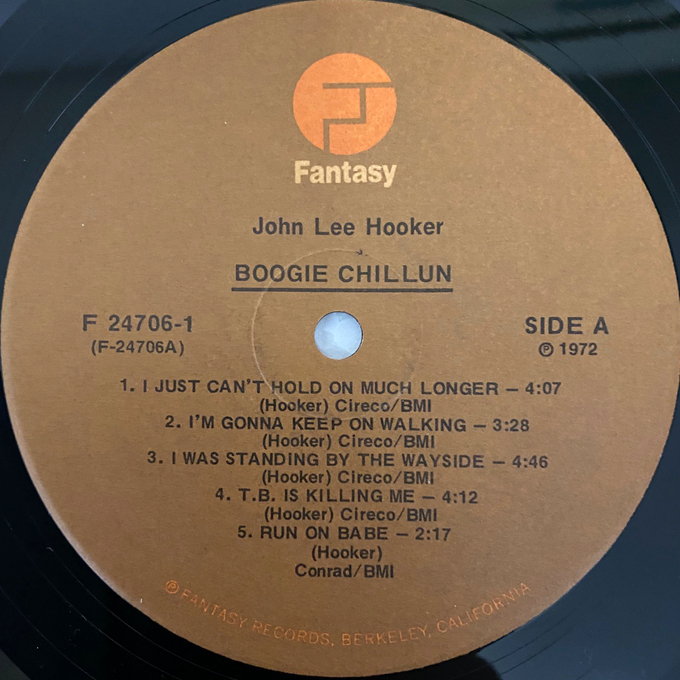 Fantasy
John Lee Hooker
BOOGIE CHILLUN
F 24706-1
(F-24706A)
SIDE A
℗ 1972
1. I JUST CAN'T HOLD ON MUCH LONGER – 4:07
(Hooker) Cireco/BMI
2. I'M GONNA KEEP ON WALKING – 3:28
(Hooker) Cireco/BMI
3. I WAS STANDING BY THE WAYSIDE – 4:46
(Hooker) Cireco/BMI
4. T.B. IS KILLING ME – 4:12
(Hooker) Cireco/BMI
5. RUN ON BABE – 2:17
(Hooker)
Conrad/BMI
℗ FANTASY RECORDS, BERKELEY, CALIFORNIA